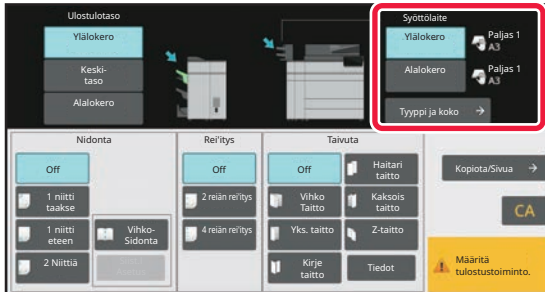 Ulostulotaso
Ylälokero
Keski-
taso
Alalokero
Syöttölaite
Ylälokero
Paljas 1
A3
Alalokero
Paljas 1
A3
Tyyppi ja koko
Nidonta
Off
1 niitti
taakse
1 niitti
eteen
2 Niittiä
Vihko-
Sidonta
Rei'itys
Off
2 reiän rei'itys
4 reiän rei'itys
Taivuta
Off
Haitari
taitto
Vihko
Taitto
Kaksois
taitto
Yks. taitto
Z-taitto
Kirje
taitto
Tiedot
Kopiota/Sivua
CA
Määritä
tulostustoiminto.